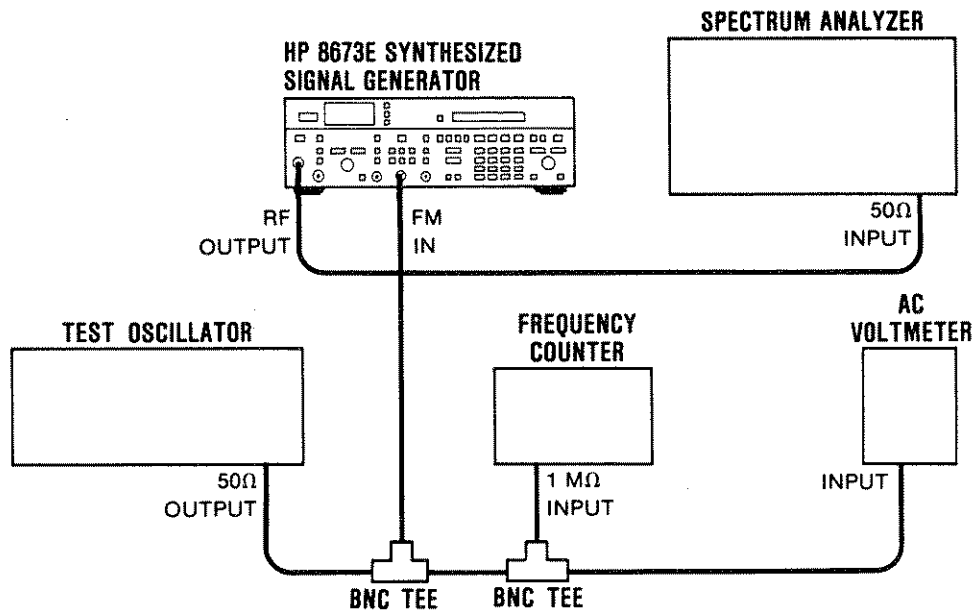 SPECTRUM ANALYZER
HP 8673E SYNTHESIZED
SIGNAL GENERATOR
RF
OUTPUT
FM
IN
50Ω
INPUT
TEST OSCILLATOR
FREQUENCY
COUNTER
AC
VOLTMETER
50Ω
OUTPUT
1 MΩ
INPUT
INPUT
BNC TEE
BNC TEE